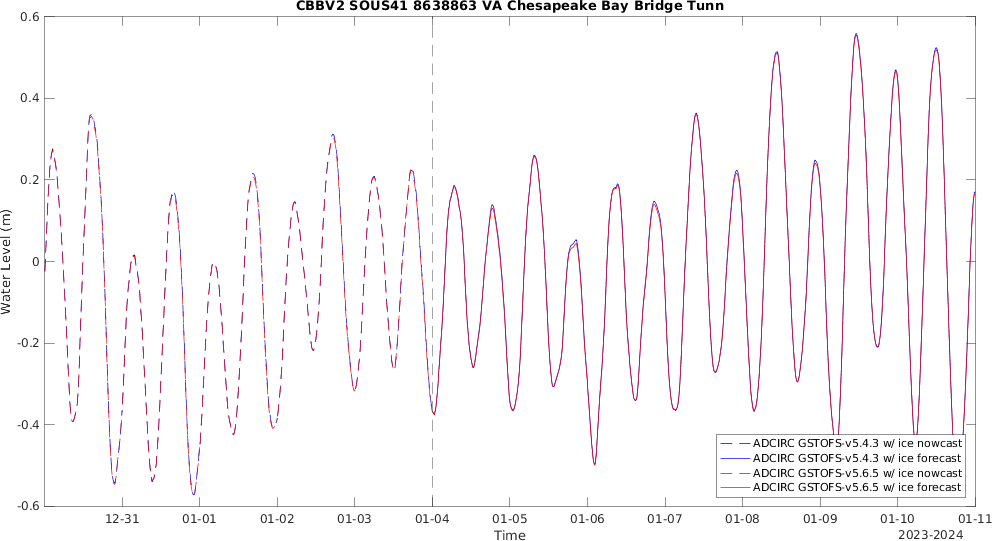 CBBV2 SOUS41 8638863 VA Chesapeake Bay Bridge Tunn
0.6
0.4
0.2
0
-0.2
-0.4
-0.6
Water Level (m)
12-31 01-01 01-02 01-03 01-04 01-05 01-06 01-07 01-08 01-09 01-10 01-11
Time
2023-2024
ADCIRC GSTOFS-v5.4.3 w/ ice nowcast
ADCIRC GSTOFS-v5.4.3 w/ ice forecast
ADCIRC GSTOFS-v5.6.5 w/ ice nowcast
ADCIRC GSTOFS-v5.6.5 w/ ice forecast